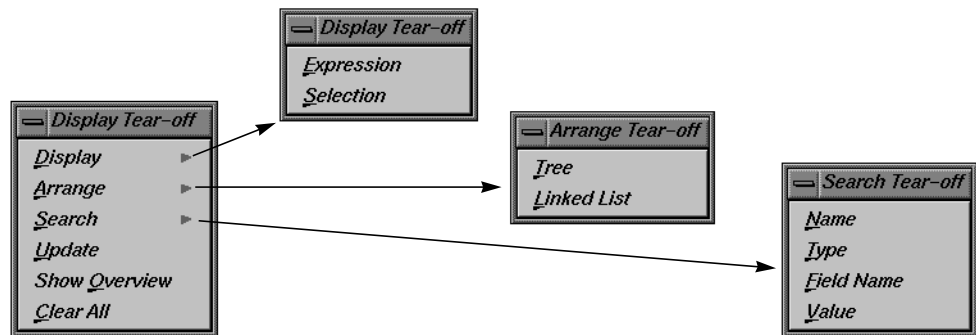 Display Tear-off
Expression
Selection
Display Tear-off
Display
Arrange
Search
Update
Show Overview
Clear All
Arrange Tear-off
Tree
Linked List
Search Tear-off
Name
Type
Field Name
Value